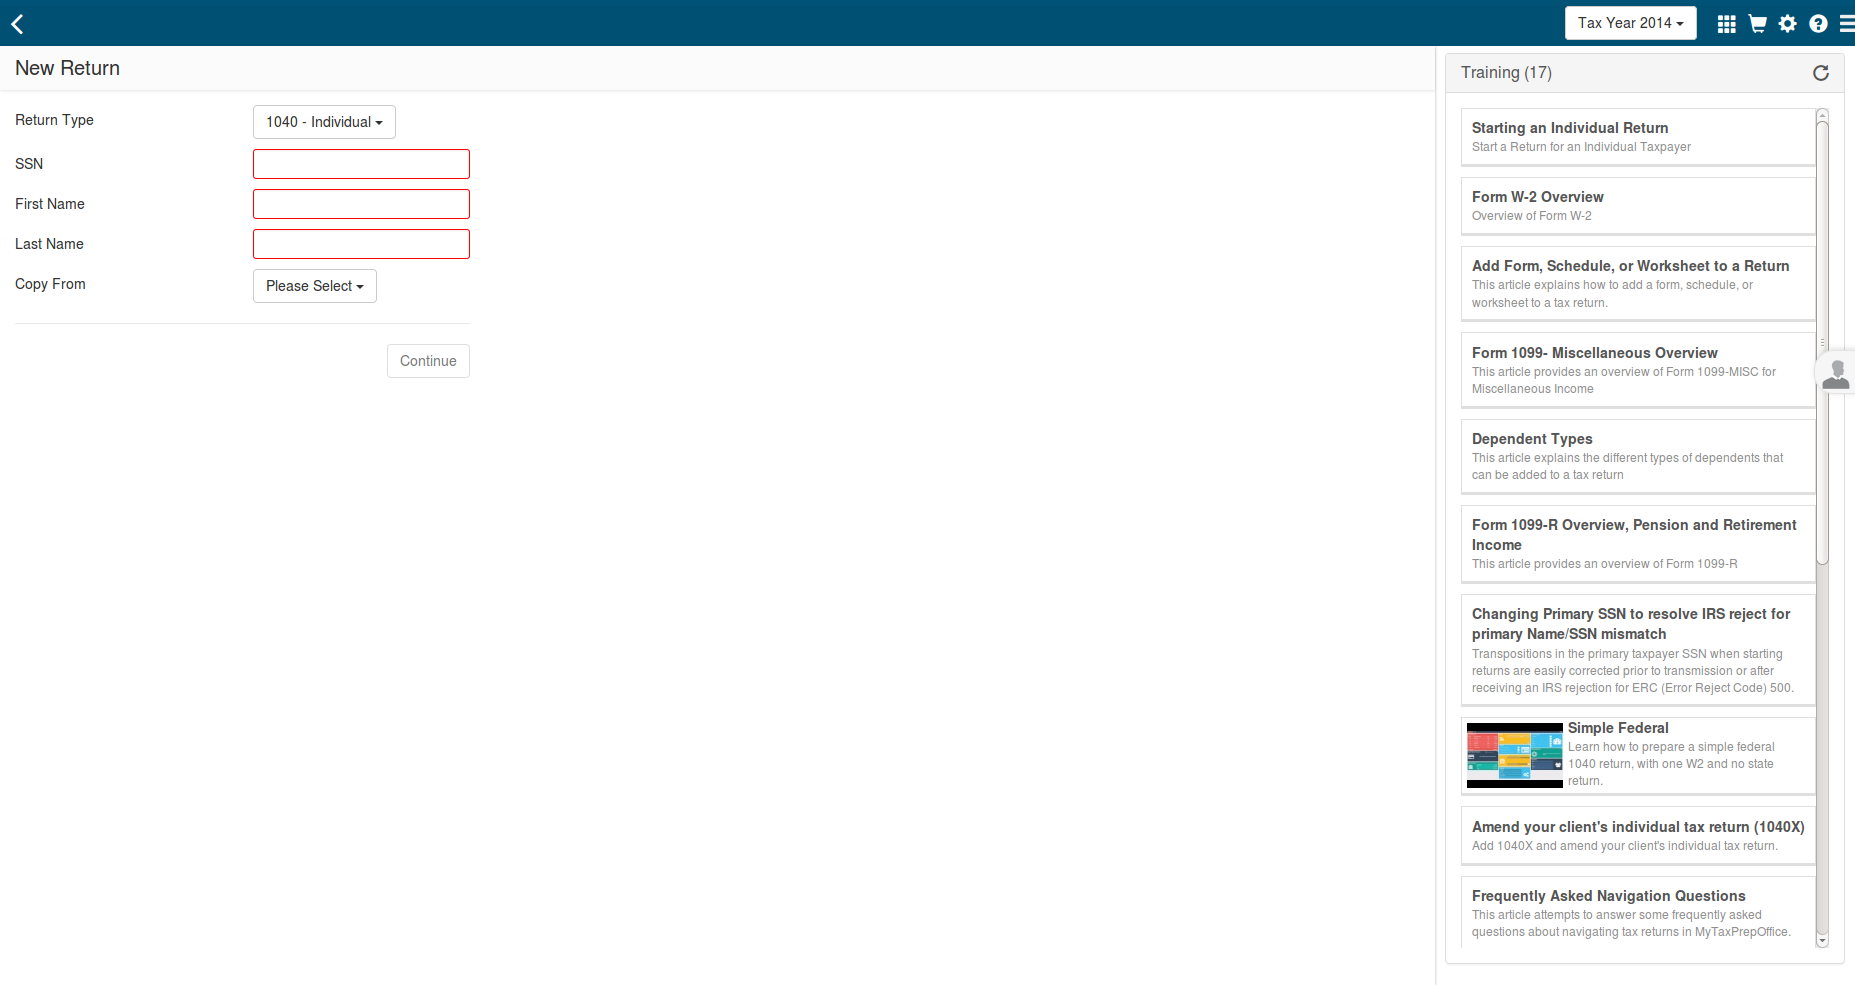 Tax Year 2014
New Return
Return Type
1040 - Individual
SSN
First Name
Last Name
Copy From
Please Select
Continue
Training (17)
Starting an Individual Return
Start a Return for an Individual Taxpayer
Form W-2 Overview
Overview of Form W-2
Add Form, Schedule, or Worksheet to a Return
This article explains how to add a form, schedule, or
worksheet to a tax return.
Form 1099- Miscellaneous Overview
This article provides an overview of Form 1099-MISC for
Miscellaneous Income
Dependent Types
This article explains the different types of dependents that
can be added to a tax return
Form 1099-R Overview, Pension and Retirement
Income
This article provides an overview of Form 1099-R
Changing Primary SSN to resolve IRS reject for
primary Name/SSN mismatch
Transpositions in the primary taxpayer SSN when starting
returns are easily corrected prior to transmission or after
receiving an IRS rejection for ERC (Error Reject Code) 500.
Simple Federal
Learn how to prepare a simple federal
1040 return, with one W2 and no state
return.
Amend your client's individual tax return (1040X)
Add 1040X and amend your client's individual tax return.
Frequently Asked Navigation Questions
This article attempts to answer some frequently asked
questions about navigating tax returns in MyTaxPrepOffice.